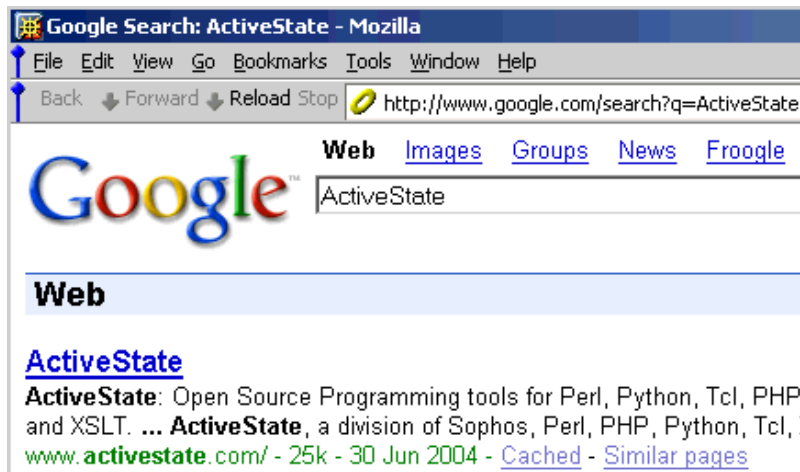 Google Search: ActiveState - Mozilla
File Edit View Go Bookmarks Tools Window Help
Back Forward Reload Stop http://www.google.com/search?q=ActiveState
Web Images Groups News Froogle
Google™ ActiveState
Web
ActiveState
ActiveState: Open Source Programming tools for Perl, Python, Tcl, PHP
and XSLT. ... ActiveState, a division of Sophos, Perl, PHP, Python, Tcl,
www.activestate.com/ - 25k - 30 Jun 2004 - Cached - Similar pages